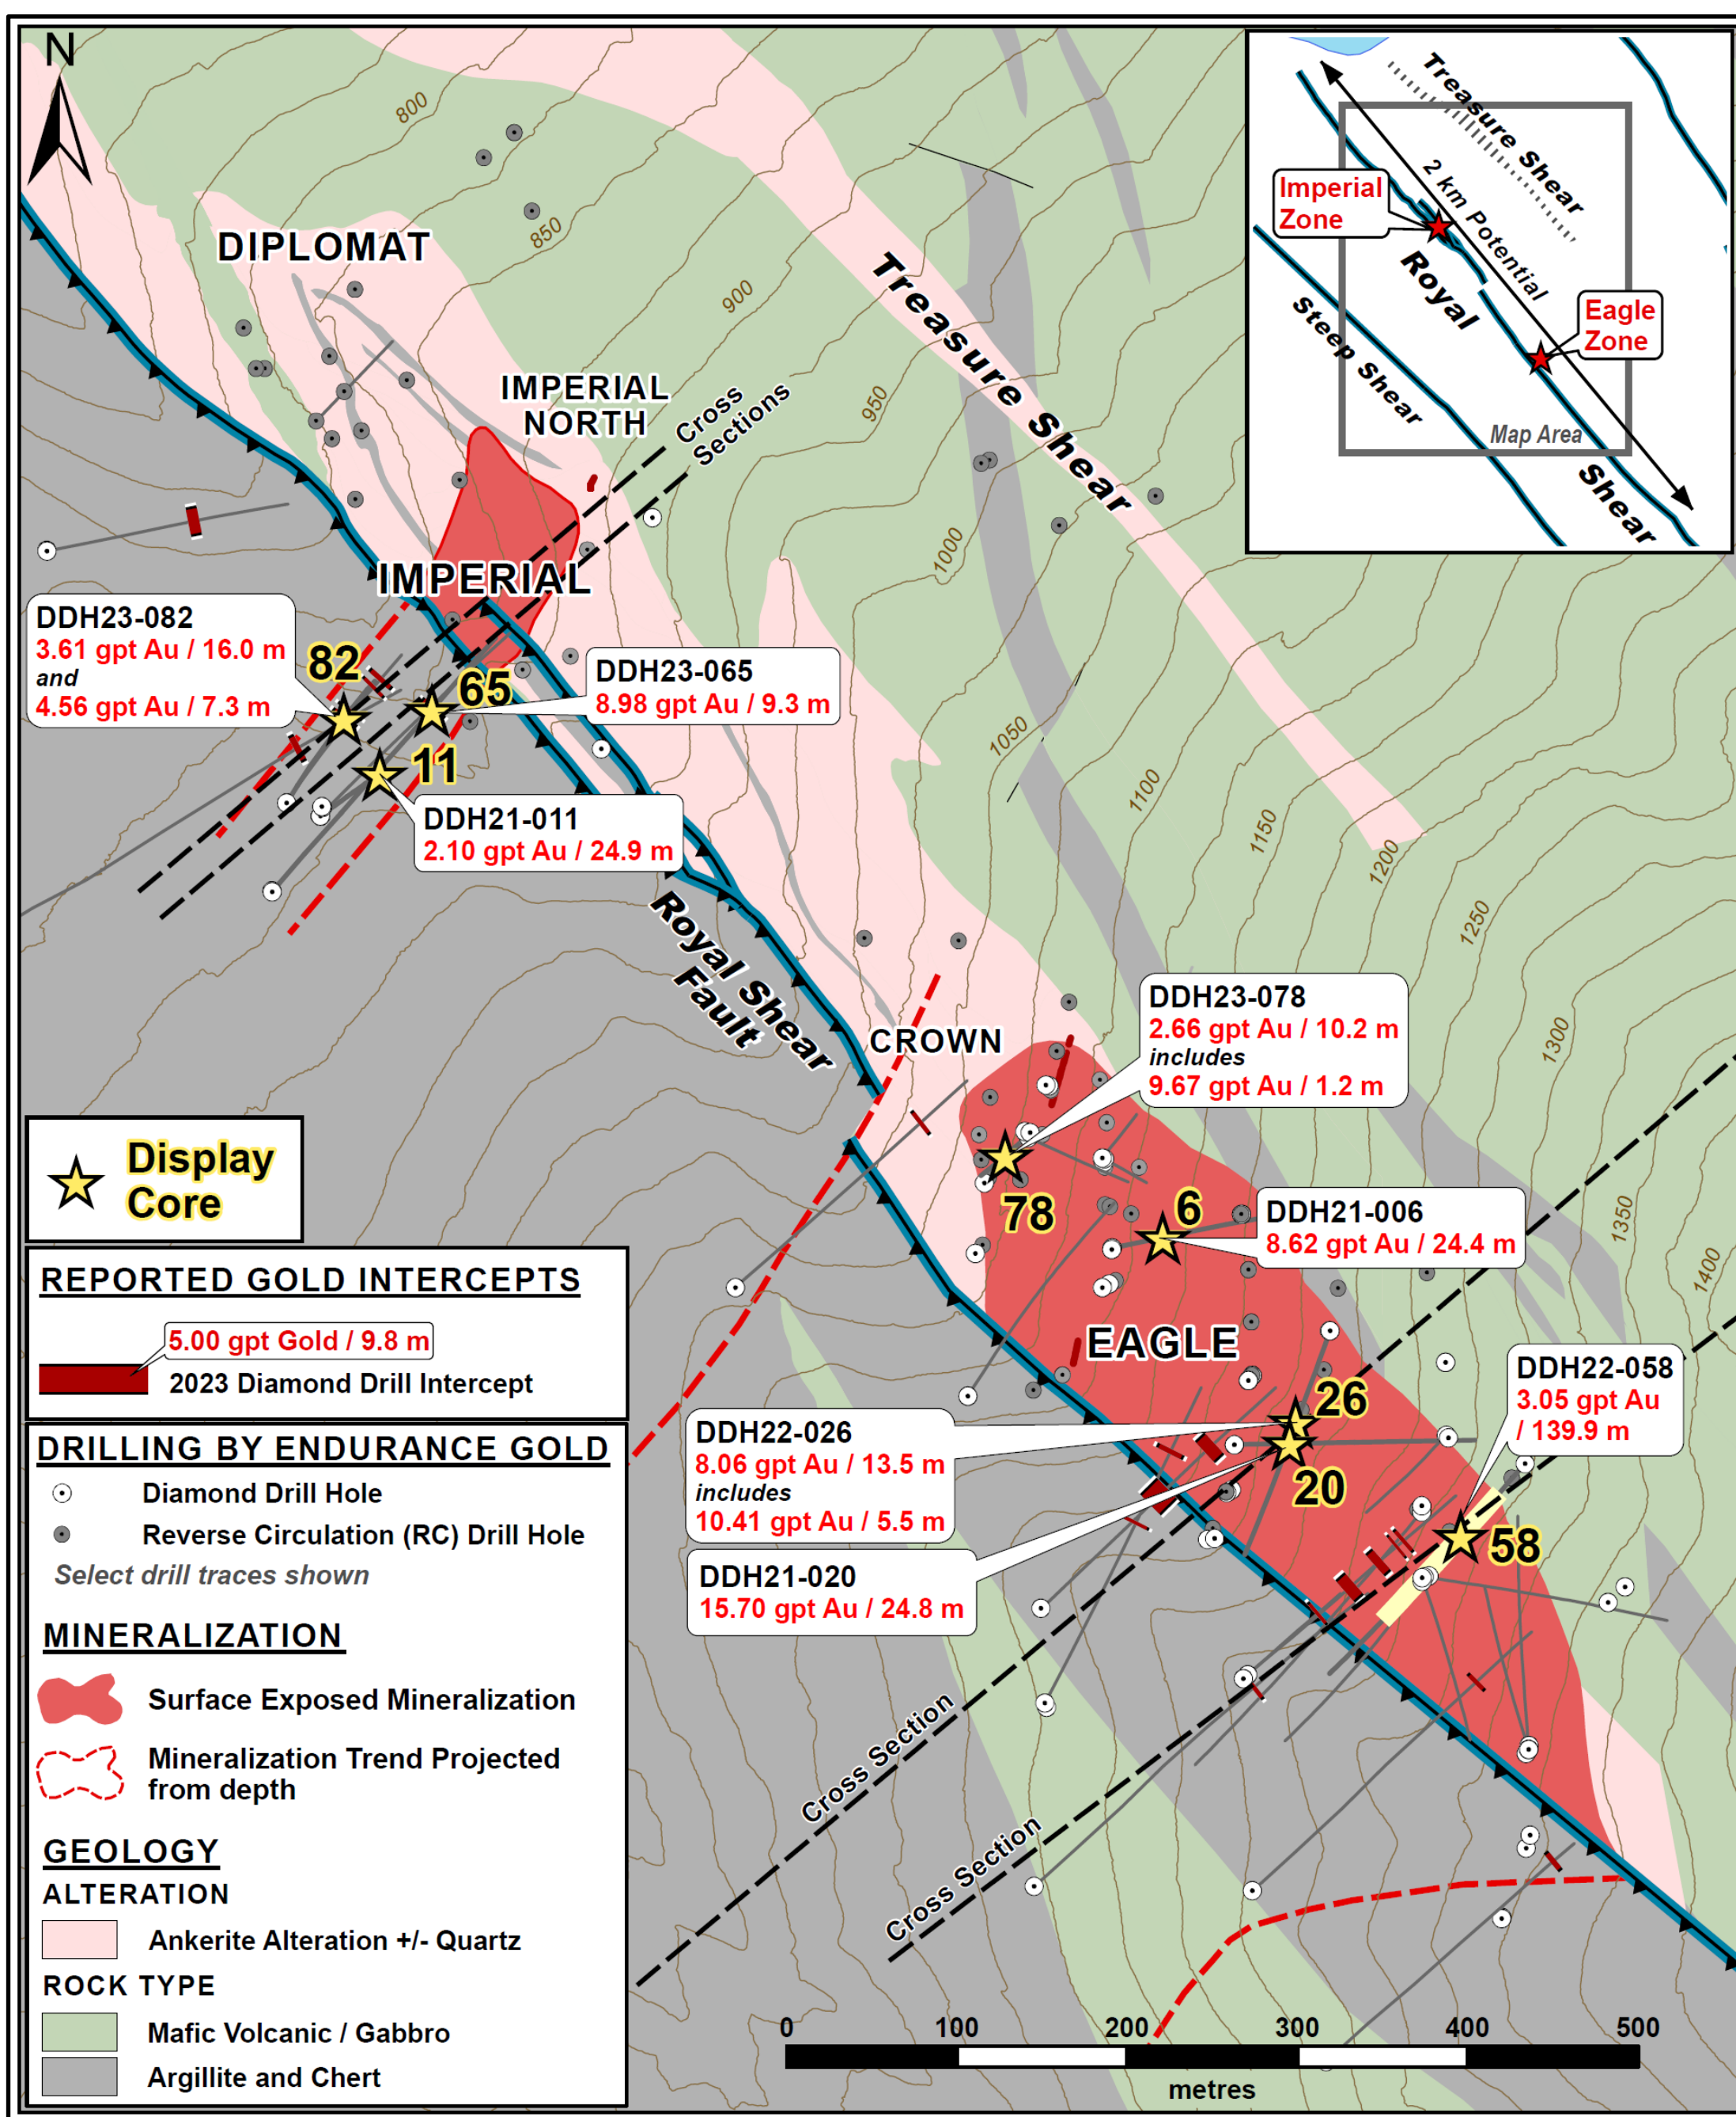 N
800
850
900
950
1000
1050
1100
1150
1200
1250
1300
1350
1400
DIPLOMAT
IMPERIAL
NORTH
Cross
Sections
Treasure Shear
IMPERIAL
Treasure Shear
2 km Potential
Imperial
Zone
Royal
Steep Shear
Eagle
Zone
Map Area
Shear
DDH23-082
3.61 gpt Au / 16.0 m
and
4.56 gpt Au / 7.3 m
82
65
DDH23-065
8.98 gpt Au / 9.3 m
11
DDH21-011
2.10 gpt Au / 24.9 m
Royal Shear
Fault
CROWN
DDH23-078
2.66 gpt Au / 10.2 m
includes
9.67 gpt Au / 1.2 m
78
6
DDH21-006
8.62 gpt Au / 24.4 m
EAGLE
26
DDH22-026
8.06 gpt Au / 13.5 m
includes
10.41 gpt Au / 5.5 m
20
DDH21-020
15.70 gpt Au / 24.8 m
DDH22-058
3.05 gpt Au
/ 139.9 m
58
Cross Section
Cross Section
Display
Core
REPORTED GOLD INTERCEPTS
5.00 gpt Gold / 9.8 m
2023 Diamond Drill Intercept
DRILLING BY ENDURANCE GOLD
Diamond Drill Hole
Reverse Circulation (RC) Drill Hole
Select drill traces shown
MINERALIZATION
Surface Exposed Mineralization
Mineralization Trend Projected
from depth
GEOLOGY
ALTERATION
Ankerite Alteration +/- Quartz
ROCK TYPE
Mafic Volcanic / Gabbro
Argillite and Chert
0 100 200 300 400 500
metres